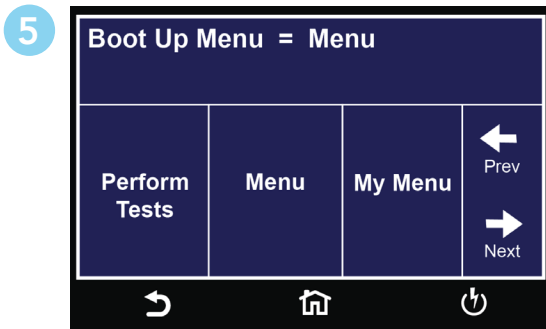 5
Boot Up Menu = Menu
Perform
Tests
Menu
My Menu
Prev
Next